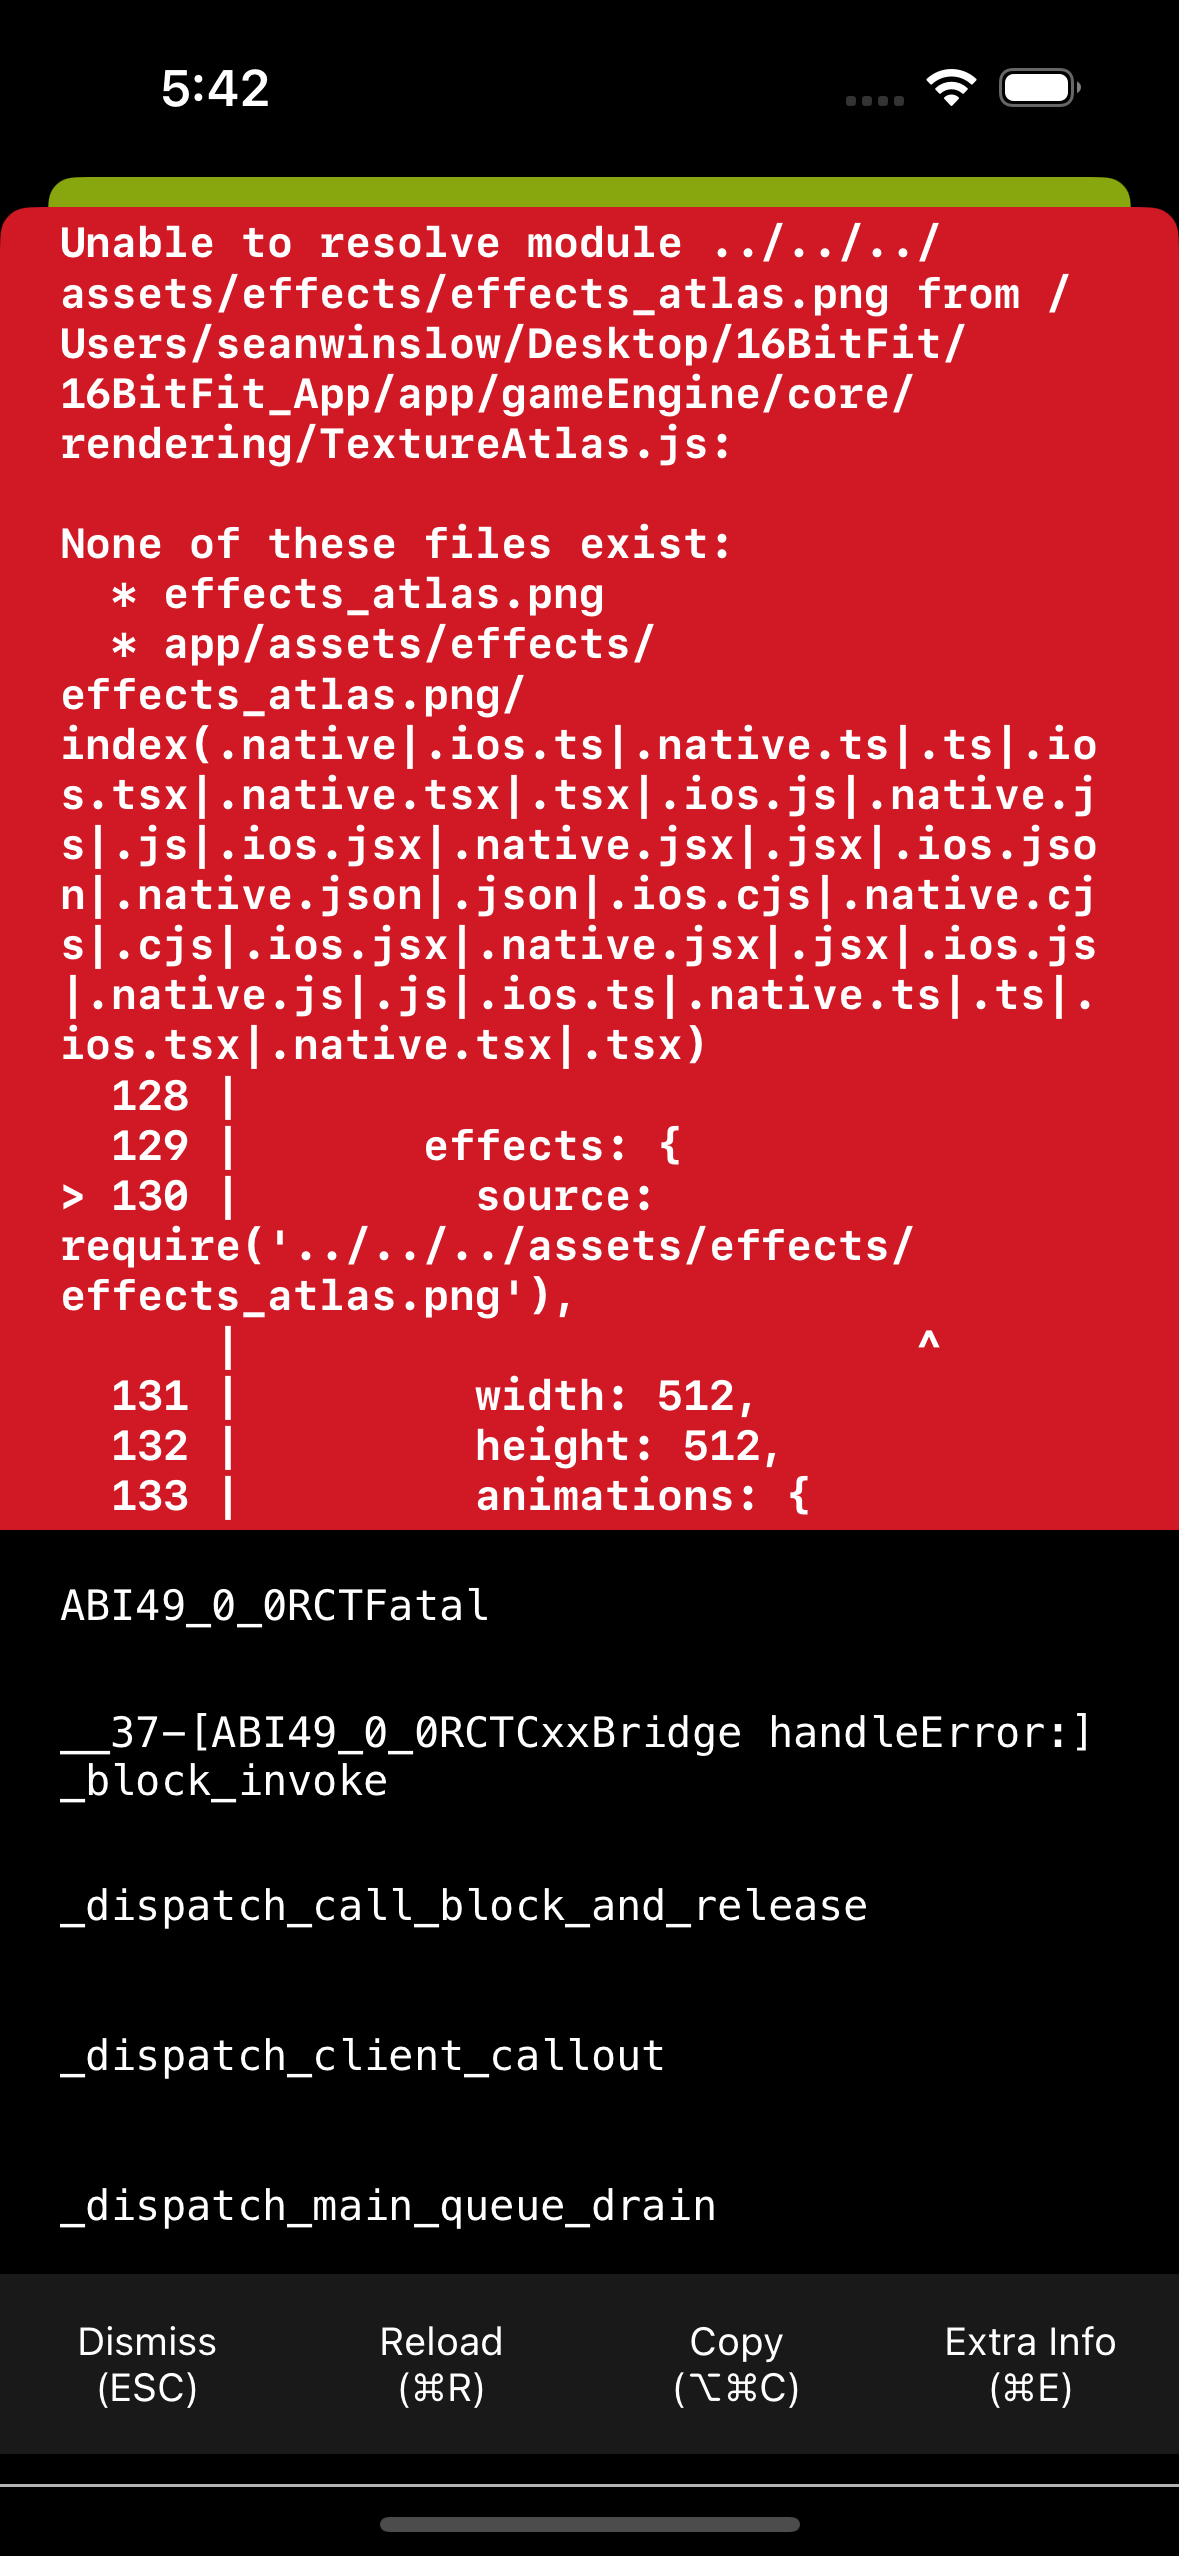 5:42
Unable to resolve module ../../../
assets/effects/effects_atlas.png from /
Users/seanwinslow/Desktop/16BitFit/
16BitFit_App/app/gameEngine/core/
rendering/TextureAtlas.js:
None of these files exist:
* effects_atlas.png
* app/assets/effects/
effects_atlas.png/
index(.native|.ios.ts|.native.ts|.ts|.io
s.tsx|.native.tsx|.tsx|.ios.js|.native.j
s|.js|.ios.jsx|.native.jsx|.jsx|.ios.jso
n|.native.json|.json|.ios.cjs|.native.cj
s|.cjs|.ios.jsx|.native.jsx|.jsx|.ios.js
|.native.js|.js|.ios.ts|.native.ts|.ts|.
ios.tsx|.native.tsx|.tsx)
128 |
129 | effects: {
> 130 | source:
require('../../../assets/effects/
effects_atlas.png'),
| ^
131 | width: 512,
132 | height: 512,
133 | animations: {
ABI49_0_0RCTFatal
__37-[ABI49_0_0RCTCxxBridge handleError:]
_block_invoke
_dispatch_call_block_and_release
_dispatch_client_callout
_dispatch_main_queue_drain
Dismiss Reload Copy Extra Info
(ESC) (⌘R) (⌥⌘C) (⌘E)